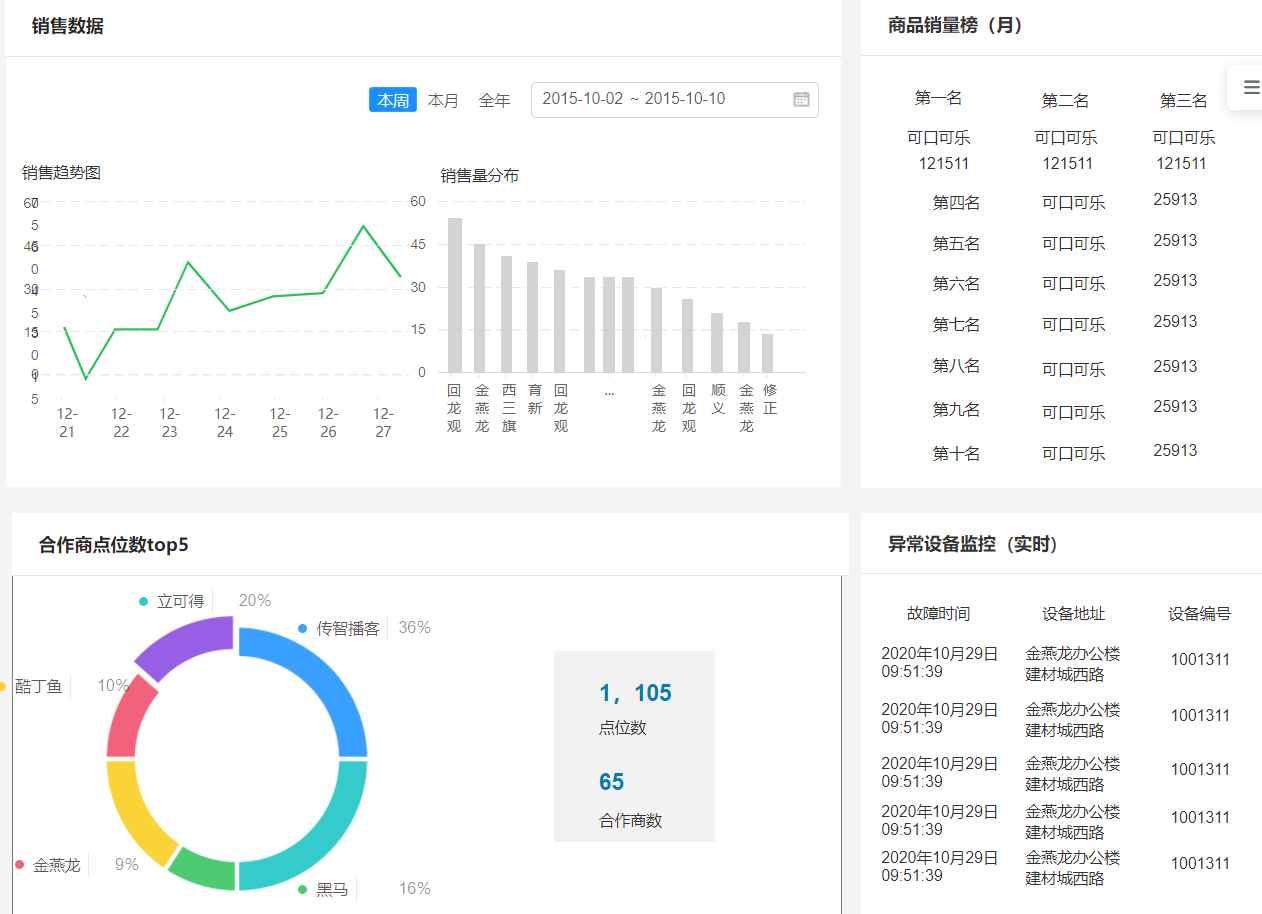 销售数据
本周 本月 全年 2015-10-02 ~ 2015-10-10
销售趋势图
60
45
30
15
0
75
60
45
30
15
12-21 12-22 12-23 12-24 12-25 12-26 12-27
销售量分布
60
45
30
15
0
回龙观 金燕龙 西三旗 育新 回龙观 ... 金燕龙 回龙观 顺义 金燕龙 修正
商品销量榜（月）
第一名 第二名 第三名
可口可乐 可口可乐 可口可乐
121511 121511 121511
第四名 可口可乐 25913
第五名 可口可乐 25913
第六名 可口可乐 25913
第七名 可口可乐 25913
第八名 可口可乐 25913
第九名 可口可乐 25913
第十名 可口可乐 25913
合作商点位数top5
立可得 20%
传智播客 36%
酷丁鱼 10%
金燕龙 9%
黑马 16%
1，105
点位数
65
合作商数
异常设备监控（实时）
故障时间 设备地址 设备编号
2020年10月29日 金燕龙办公楼
09:51:39 建材城西路 1001311
2020年10月29日 金燕龙办公楼
09:51:39 建材城西路 1001311
2020年10月29日 金燕龙办公楼
09:51:39 建材城西路 1001311
2020年10月29日 金燕龙办公楼
09:51:39 建材城西路 1001311
2020年10月29日 金燕龙办公楼
09:51:39 建材城西路 1001311